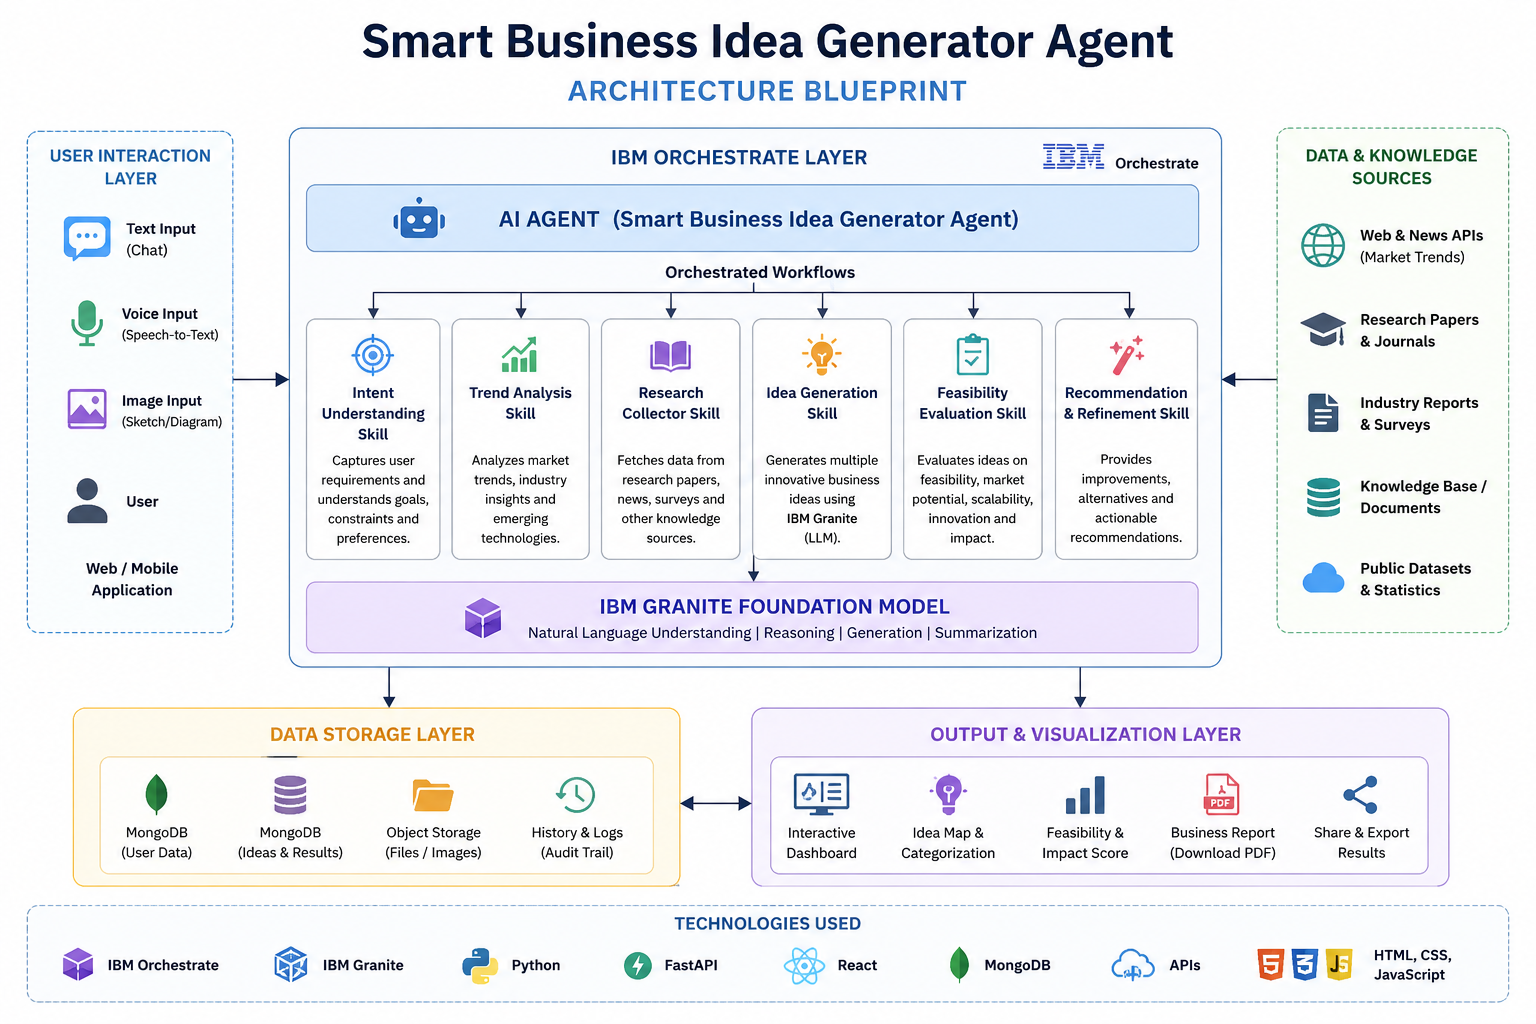 Smart Business Idea Generator Agent
ARCHITECTURE BLUEPRINT
USER INTERACTION
LAYER
Text Input
(Chat)
Voice Input
(Speech-to-Text)
Image Input
(Sketch/Diagram)
User
Web / Mobile
Application
IBM ORCHESTRATE LAYER
IBM Orchestrate
AI AGENT (Smart Business Idea Generator Agent)
Orchestrated Workflows
Intent
Understanding
Skill
Captures user
requirements and
understands goals,
constraints and
preferences.
Trend Analysis
Skill
Analyzes market
trends, industry
insights and
emerging
technologies.
Research
Collector Skill
Fetches data from
research papers,
news, surveys and
other knowledge
sources.
Idea Generation
Skill
Generates multiple
innovative business
ideas using
IBM Granite
(LLM).
Feasibility
Evaluation Skill
Evaluates ideas on
feasibility, market
potential, scalability,
innovation and
impact.
Recommendation
& Refinement Skill
Provides
improvements,
alternatives and
actionable
recommendations.
IBM GRANITE FOUNDATION MODEL
Natural Language Understanding | Reasoning | Generation | Summarization
DATA & KNOWLEDGE
SOURCES
Web & News APIs
(Market Trends)
Research Papers
& Journals
Industry Reports
& Surveys
Knowledge Base /
Documents
Public Datasets
& Statistics
DATA STORAGE LAYER
MongoDB
(User Data)
MongoDB
(Ideas & Results)
Object Storage
(Files / Images)
History & Logs
(Audit Trail)
OUTPUT & VISUALIZATION LAYER
Interactive
Dashboard
Idea Map &
Categorization
Feasibility &
Impact Score
PDF
Business Report
(Download PDF)
Share & Export
Results
TECHNOLOGIES USED
IBM Orchestrate
IBM Granite
Python
FastAPI
React
MongoDB
APIs
5 3 JS
HTML, CSS,
JavaScript